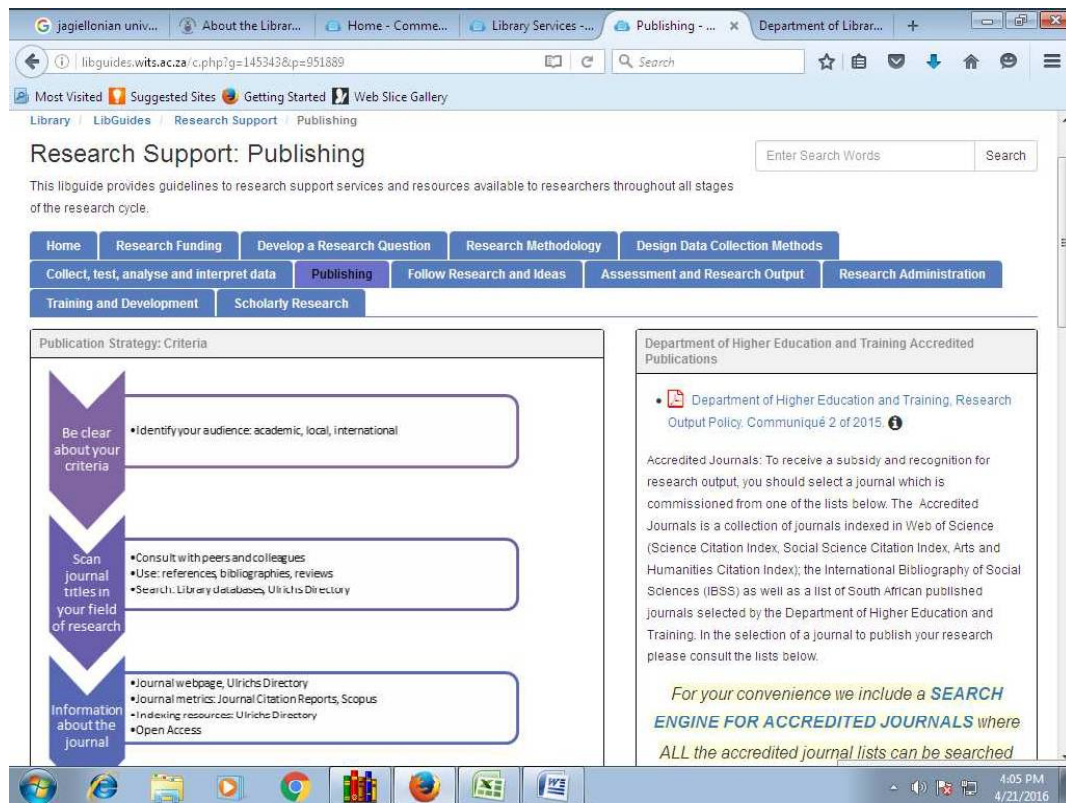 jagiellonian univ...
About the Librar...
Home - Comme...
Library Services -...
Publishing - ...
Department of Librar...
libguides.wits.ac.za/c.php?g=145343&p=951889
Search
Most Visited
Suggested Sites
Getting Started
Web Slice Gallery
Library / LibGuides / Research Support / Publishing
Research Support: Publishing
Enter Search Words
Search
This libguide provides guidelines to research support services and resources available to researchers throughout all stages
of the research cycle.
Home
Research Funding
Develop a Research Question
Research Methodology
Design Data Collection Methods
Collect, test, analyse and interpret data
Publishing
Follow Research and Ideas
Assessment and Research Output
Research Administration
Training and Development
Scholarly Research
Publication Strategy: Criteria
Be clear
about your
criteria
•Identify your audience: academic, local, international
Scan
journal
titles in
your field
of research
•Consult with peers and colleagues
•Use: references, bibliographies, reviews
•Search: Library databases, Ulrichs Directory
Information
about the
journal
•Journal webpage, Ulrichs Directory
•Journal metrics: Journal Citation Reports, Scopus
•Indexing resources: Ulrichs Directory
•Open Access
Department of Higher Education and Training Accredited
Publications
• Department of Higher Education and Training, Research
Output Policy. Communiqué 2 of 2015.
Accredited Journals: To receive a subsidy and recognition for
research output, you should select a journal which is
commissioned from one of the lists below. The Accredited
Journals is a collection of journals indexed in Web of Science
(Science Citation Index, Social Science Citation Index, Arts and
Humanities Citation Index); the International Bibliography of Social
Sciences (IBSS) as well as a list of South African published
journals selected by the Department of Higher Education and
Training. In the selection of a journal to publish your research
please consult the lists below.
For your convenience we include a SEARCH
ENGINE FOR ACCREDITED JOURNALS where
ALL the accredited journal lists can be searched
4:05 PM
4/21/2016